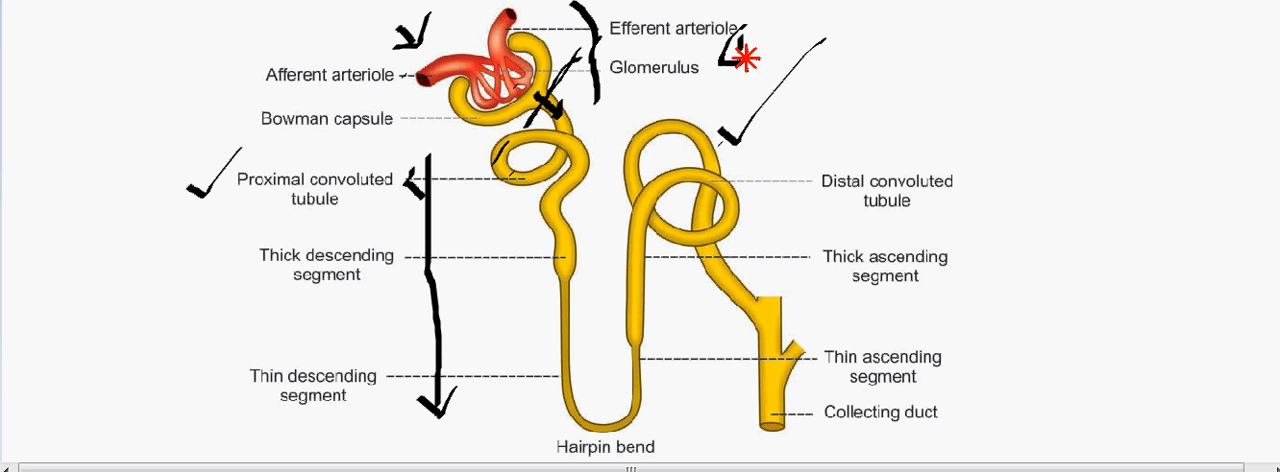 Efferent arteriole
Glomerulus
Afferent arteriole
Bowman capsule
Proximal convoluted
tubule
Distal convoluted
tubule
Thick descending
segment
Thick ascending
segment
Thin descending
segment
Thin ascending
segment
Collecting duct
Hairpin bend